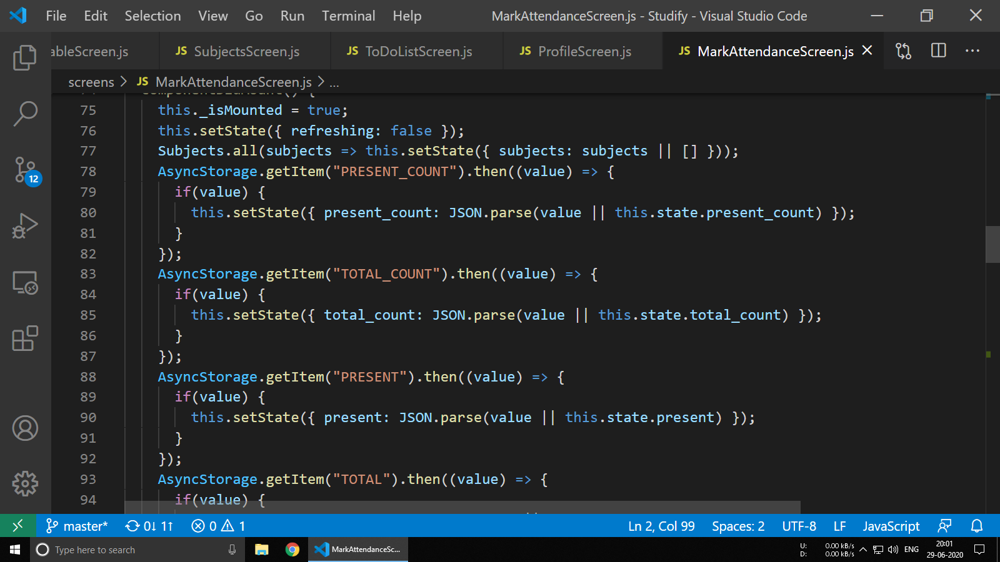 File Edit Selection View Go Run Terminal Help MarkAttendanceScreen.js - Studify - Visual Studio Code
ableScreen.js JS SubjectsScreen.js JS ToDoListScreen.js JS ProfileScreen.js JS MarkAttendanceScreen.js
screens > JS MarkAttendanceScreen.js > ...
75 this._isMounted = true;
76 this.setState({ refreshing: false });
77 Subjects.all(subjects => this.setState({ subjects: subjects || [] }));
78 AsyncStorage.getItem("PRESENT_COUNT").then((value) => {
79 if(value) {
80 this.setState({ present_count: JSON.parse(value || this.state.present_count) });
81 }
82 });
83 AsyncStorage.getItem("TOTAL_COUNT").then((value) => {
84 if(value) {
85 this.setState({ total_count: JSON.parse(value || this.state.total_count) });
86 }
87 });
88 AsyncStorage.getItem("PRESENT").then((value) => {
89 if(value) {
90 this.setState({ present: JSON.parse(value || this.state.present) });
91 }
92 });
93 AsyncStorage.getItem("TOTAL").then((value) => {
94 if(value) {
12
master* 0↓ 1↑ 0 1 Ln 2, Col 99 Spaces: 2 UTF-8 LF JavaScript
Type here to search MarkAttendanceSc... U: 0.00 kB/s D: 0.00 kB/s ENG 20:01 29-06-2020